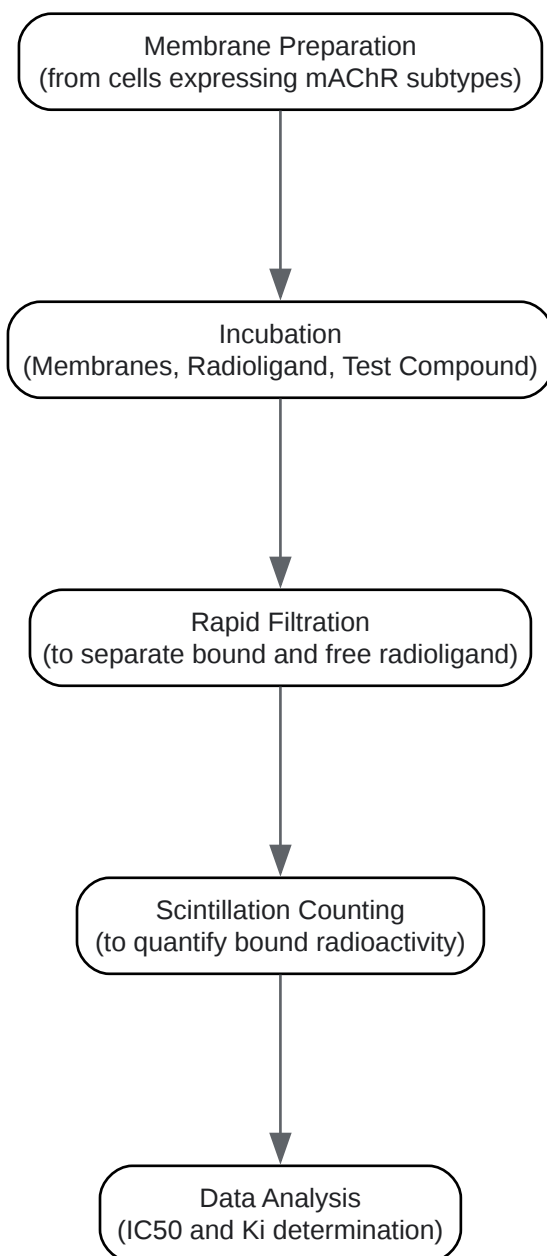 Membrane Preparation
(from cells expressing mAChR subtypes)
Incubation
(Membranes, Radioligand, Test Compound)
Rapid Filtration
(to separate bound and free radioligand)
Scintillation Counting
(to quantify bound radioactivity)
Data Analysis
(IC50 and Ki determination)